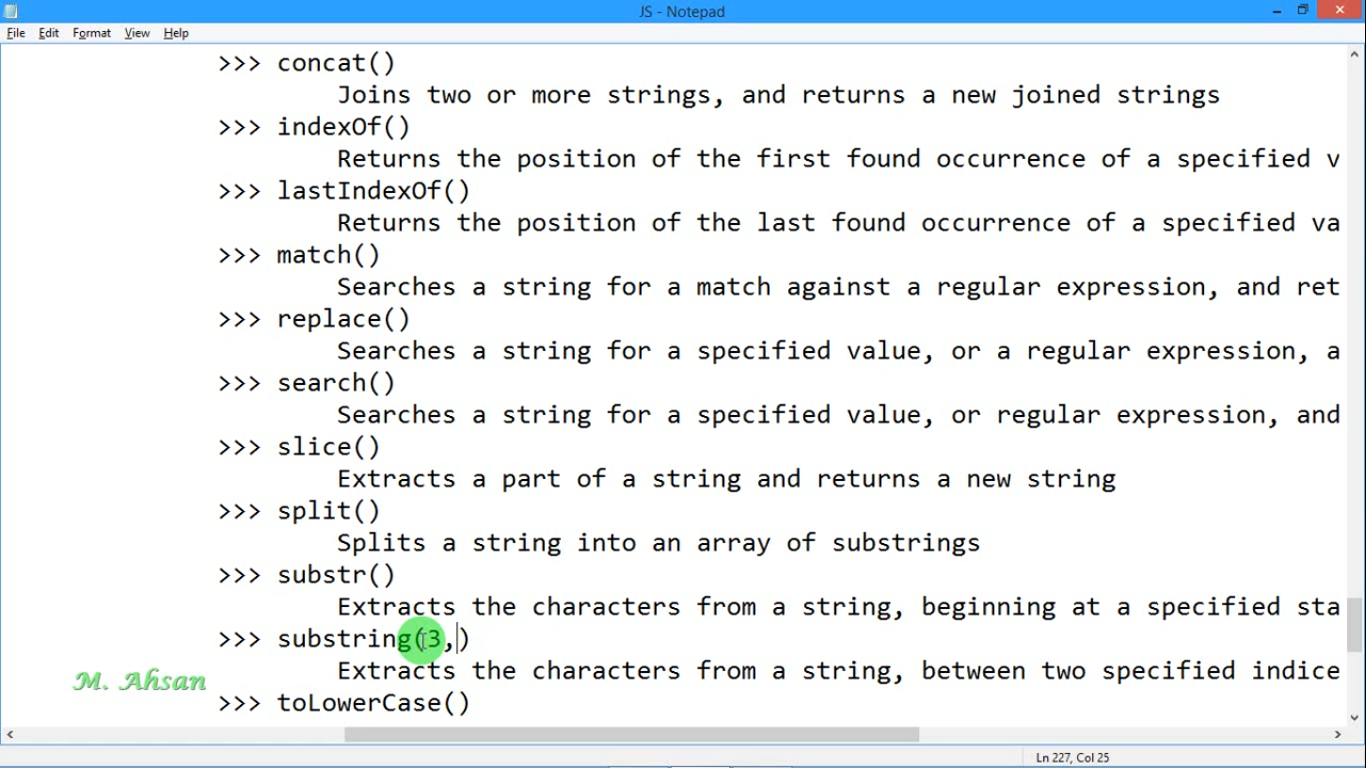 JS - Notepad
File Edit Format View Help
>>> concat()
Joins two or more strings, and returns a new joined strings
>>> indexOf()
Returns the position of the first found occurrence of a specified v
>>> lastIndexOf()
Returns the position of the last found occurrence of a specified va
>>> match()
Searches a string for a match against a regular expression, and ret
>>> replace()
Searches a string for a specified value, or a regular expression, a
>>> search()
Searches a string for a specified value, or regular expression, and
>>> slice()
Extracts a part of a string and returns a new string
>>> split()
Splits a string into an array of substrings
>>> substr()
Extracts the characters from a string, beginning at a specified sta
>>> substring(3,)
Extracts the characters from a string, between two specified indice
M. Ahsan
>>> toLowerCase()
Ln 227, Col 25